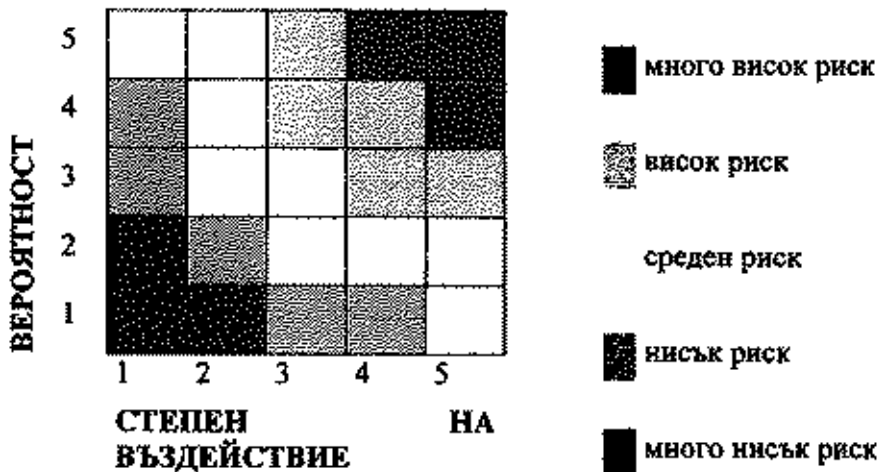 ВЕРОЯТНОСТ
5
4
3
2
1
1 2 3 4 5
СТЕПЕН НА
ВЪЗДЕЙСТВИЕ
много висок риск
висок риск
среден риск
нисък риск
много нисък риск